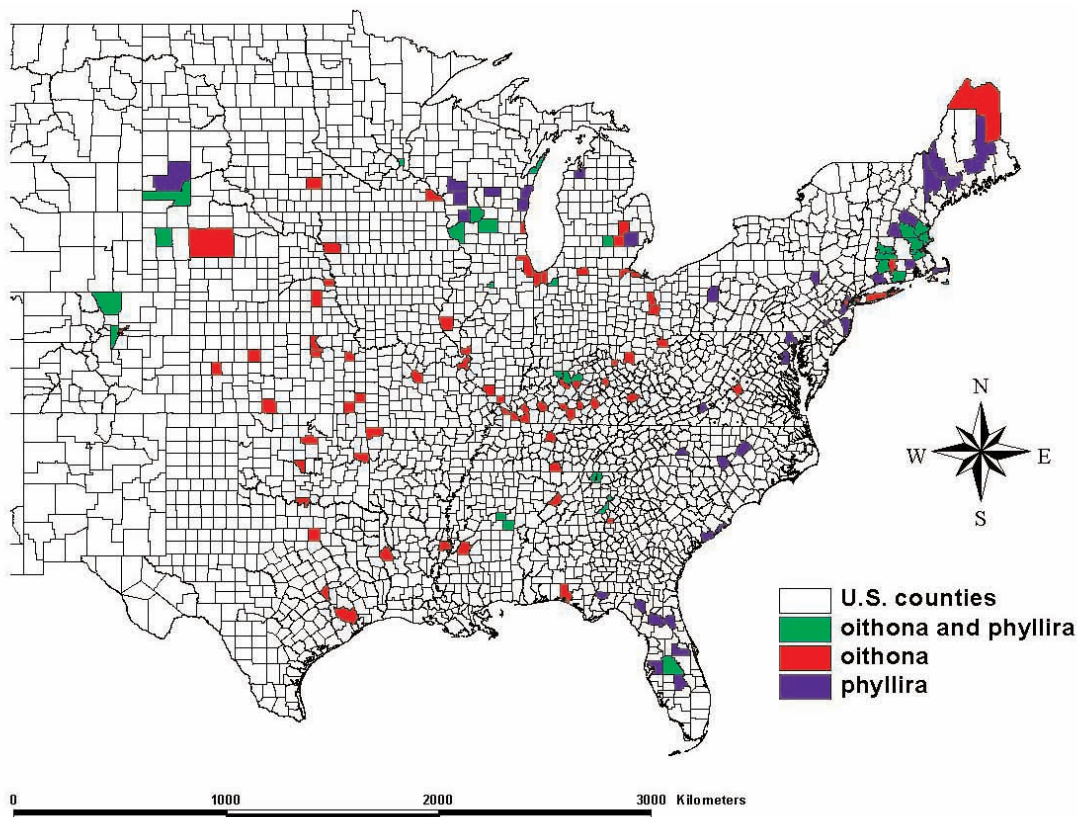 N
W E
S
U.S. counties
oithona and phyllira
oithona
phyllira
0 1000 2000 3000 Kilometers